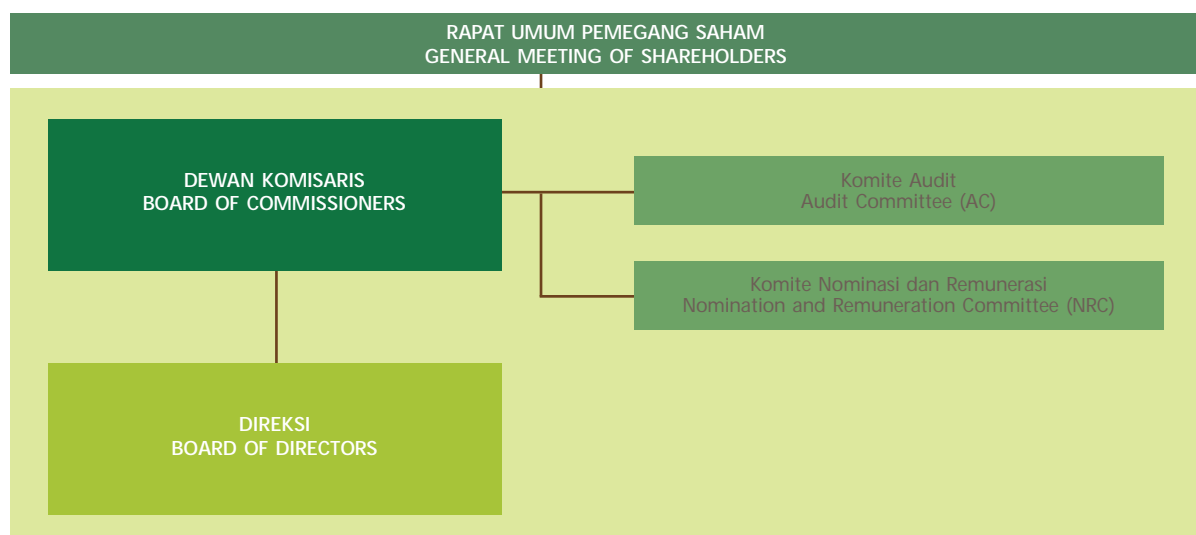 RAPAT UMUM PEMEGANG SAHAM
GENERAL MEETING OF SHAREHOLDERS
DEWAN KOMISARIS
BOARD OF COMMISSIONERS
Komite Audit
Audit Committee (AC)
Komite Nominasi dan Remunerasi
Nomination and Remuneration Committee (NRC)
DIREKSI
BOARD OF DIRECTORS